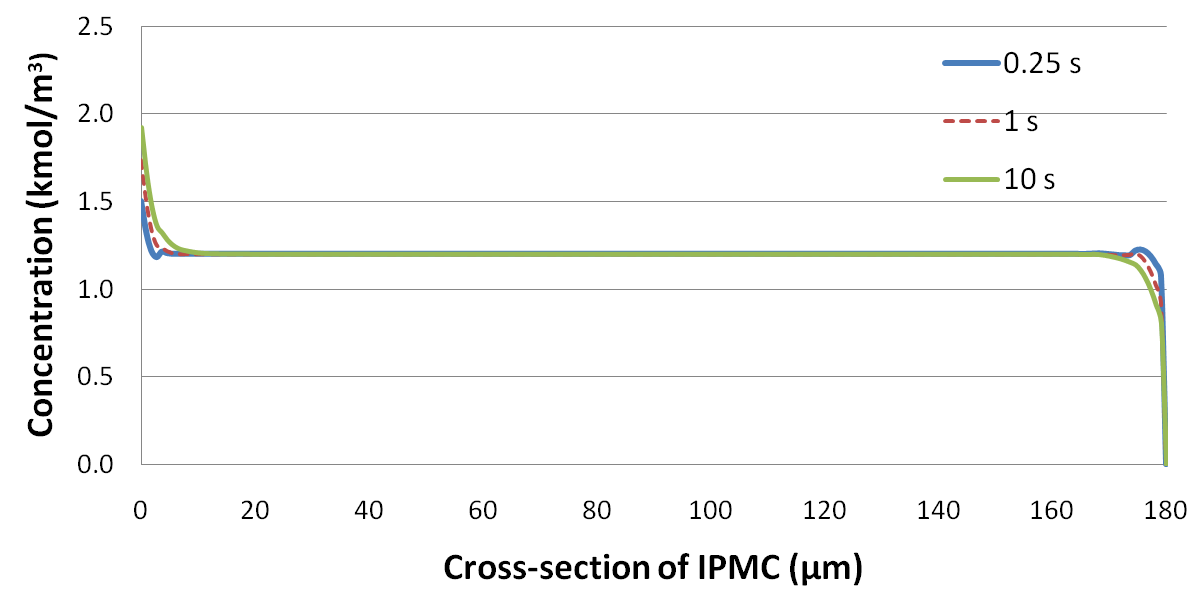 2.5
2.0
1.5
1.0
0.5
0.0
Concentration (kmol/m³)
0.25 s
1 s
10 s
0 20 40 60 80 100 120 140 160 180
Cross-section of IPMC (µm)